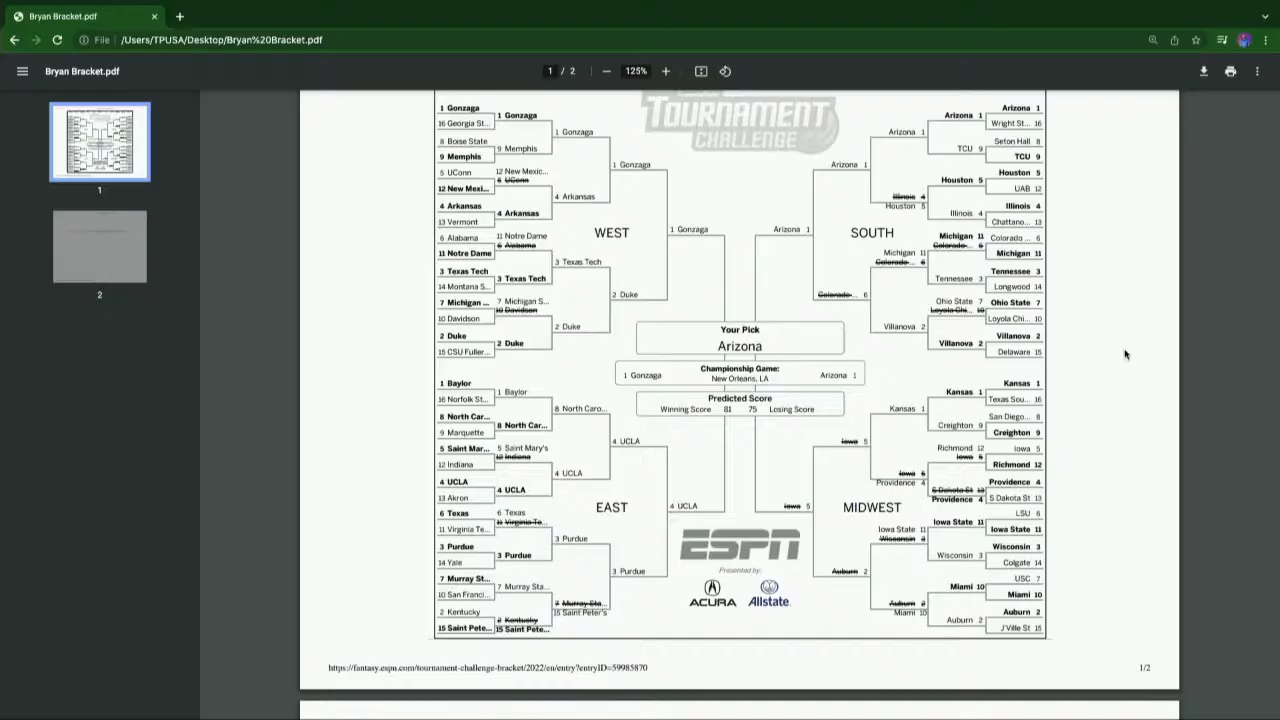 Bryan Bracket.pdf
File /Users/TPUSA/Desktop/Bryan%20Bracket.pdf
Bryan Bracket.pdf
1 / 2
125%
1
2
TOURNAMENT
CHALLENGE
1 Gonzaga
16 Georgia St...
8 Boise State
9 Memphis
5 UConn
12 New Mexi...
4 Arkansas
13 Vermont
6 Alabama
11 Notre Dame
3 Texas Tech
14 Montana S...
7 Michigan ...
10 Davidson
2 Duke
15 CSU Fuller...
1 Gonzaga
9 Memphis
12 New Mexic...
5 UConn
4 Arkansas
11 Notre Dame
6 Alabama
3 Texas Tech
7 Michigan S...
10 Davidson
2 Duke
1 Gonzaga
4 Arkansas
3 Texas Tech
2 Duke
1 Gonzaga
2 Duke
1 Gonzaga
WEST
1 Baylor
16 Norfolk St...
8 North Car...
9 Marquette
5 Saint Mar...
12 Indiana
4 UCLA
13 Akron
6 Texas
11 Virginia Te...
3 Purdue
14 Yale
7 Murray St...
10 San Franci...
2 Kentucky
15 Saint Pete...
1 Baylor
8 North Car...
5 Saint Mary's
12 Indiana
4 UCLA
6 Texas
11 Virginia Te...
3 Purdue
7 Murray Sta...
2 Kentucky
15 Saint Pete...
8 North Caro...
4 UCLA
3 Purdue
7 Murray Sta...
15 Saint Peter's
4 UCLA
3 Purdue
4 UCLA
EAST
Your Pick
Arizona
Championship Game:
New Orleans, LA
1 Gonzaga
Arizona 1
Predicted Score
Winning Score 81 75 Losing Score
ESPN
Presented by:
ACURA
Allstate.
Arizona 1
Wright St... 16
Seton Hall 8
TCU 9
Houston 5
UAB 12
Illinois 4
Chattano... 13
Colorado ... 6
Michigan 11
Tennessee 3
Longwood 14
Ohio State 7
Loyola Chi... 10
Villanova 2
Delaware 15
Arizona 1
TCU 9
Houston 5
Illinois 4
Michigan 11
Colorado ... 6
Tennessee 3
Ohio State 7
Loyola Chi... 10
Villanova 2
Arizona 1
Illinois 4
Houston 5
Michigan 11
Colorado ... 6
Villanova 2
Arizona 1
Colorado ... 6
Arizona 1
SOUTH
Kansas 1
Texas Sou... 16
San Diego... 8
Creighton 9
Iowa 5
Richmond 12
Providence 4
S Dakota St 13
LSU 6
Iowa State 11
Wisconsin 3
Colgate 14
USC 7
Miami 10
Auburn 2
J'Ville St 15
Kansas 1
Creighton 9
Richmond 12
Iowa 5
S Dakota St 13
Providence 4
Iowa State 11
Wisconsin 3
Miami 10
Auburn 2
Kansas 1
Iowa 5
Providence 4
Iowa State 11
Wisconsin 3
Auburn 2
Miami 10
Iowa 5
Auburn 2
Iowa 5
MIDWEST
https://fantasy.espn.com/tournament-challenge-bracket/2022/en/entry?entryID=59985870
1/2